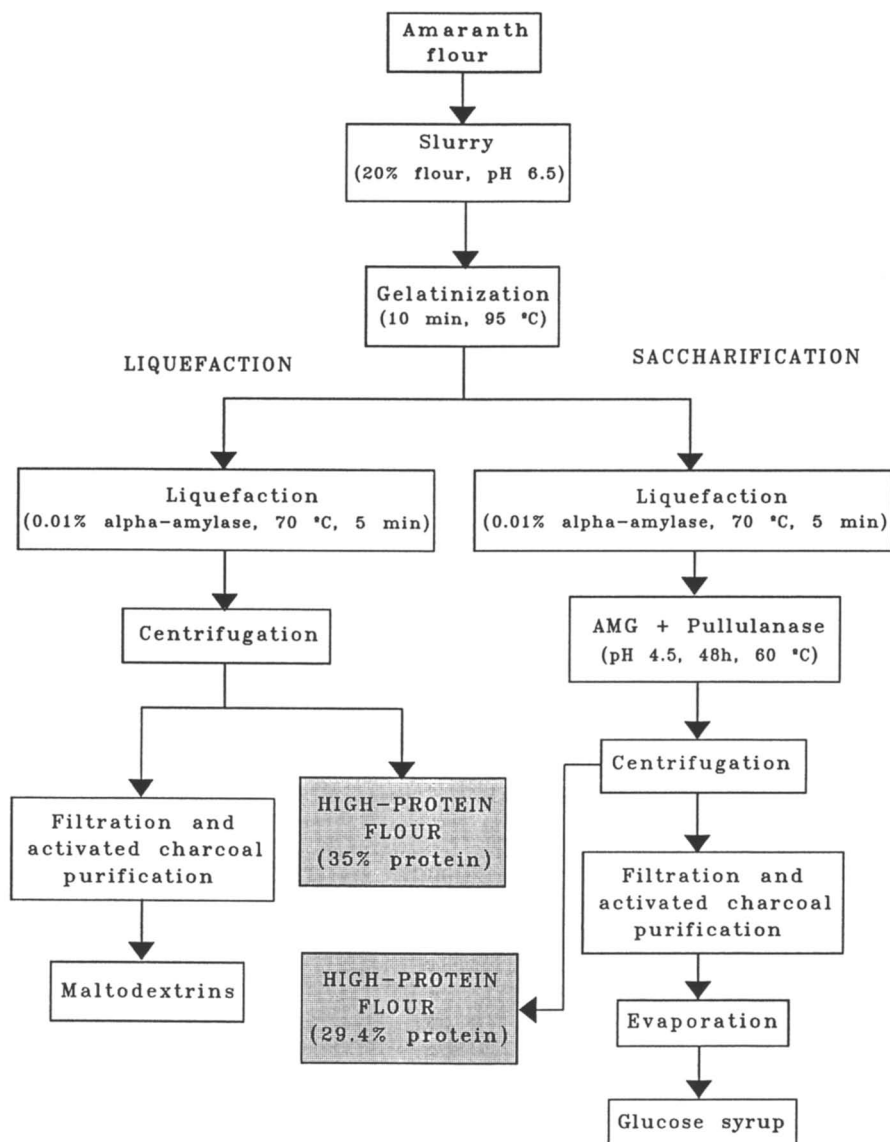 Amaranth
flour
Slurry
(20% flour, pH 6.5)
Gelatinization
(10 min, 95 °C)
LIQUEFACTION
SACCHARIFICATION
Liquefaction
(0.01% alpha-amylase, 70 °C, 5 min)
Liquefaction
(0.01% alpha-amylase, 70 °C, 5 min)
Centrifugation
AMG + Pullulanase
(pH 4.5, 48h, 60 °C)
Centrifugation
Filtration and
activated charcoal
purification
HIGH-PROTEIN
FLOUR
(35% protein)
Filtration and
activated charcoal
purification
Maltodextrins
HIGH-PROTEIN
FLOUR
(29.4% protein)
Evaporation
Glucose syrup